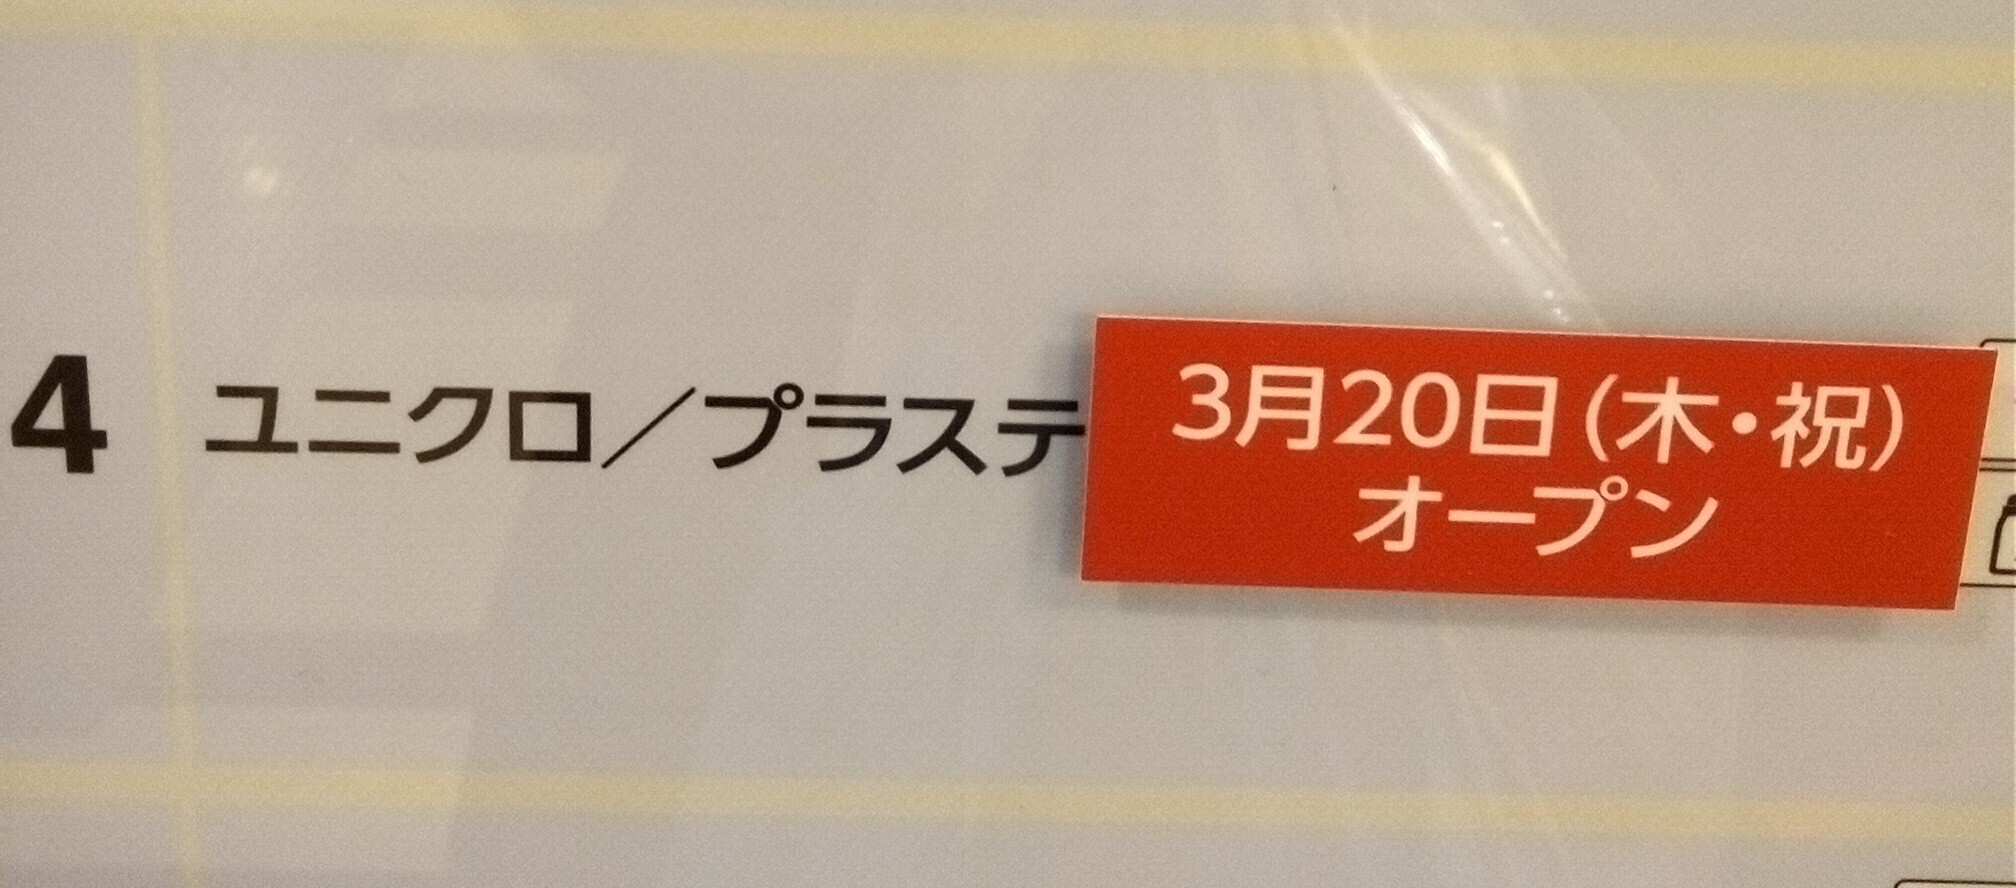 4 ユニクロ／プラステ
3月20日（木・祝）
オープン